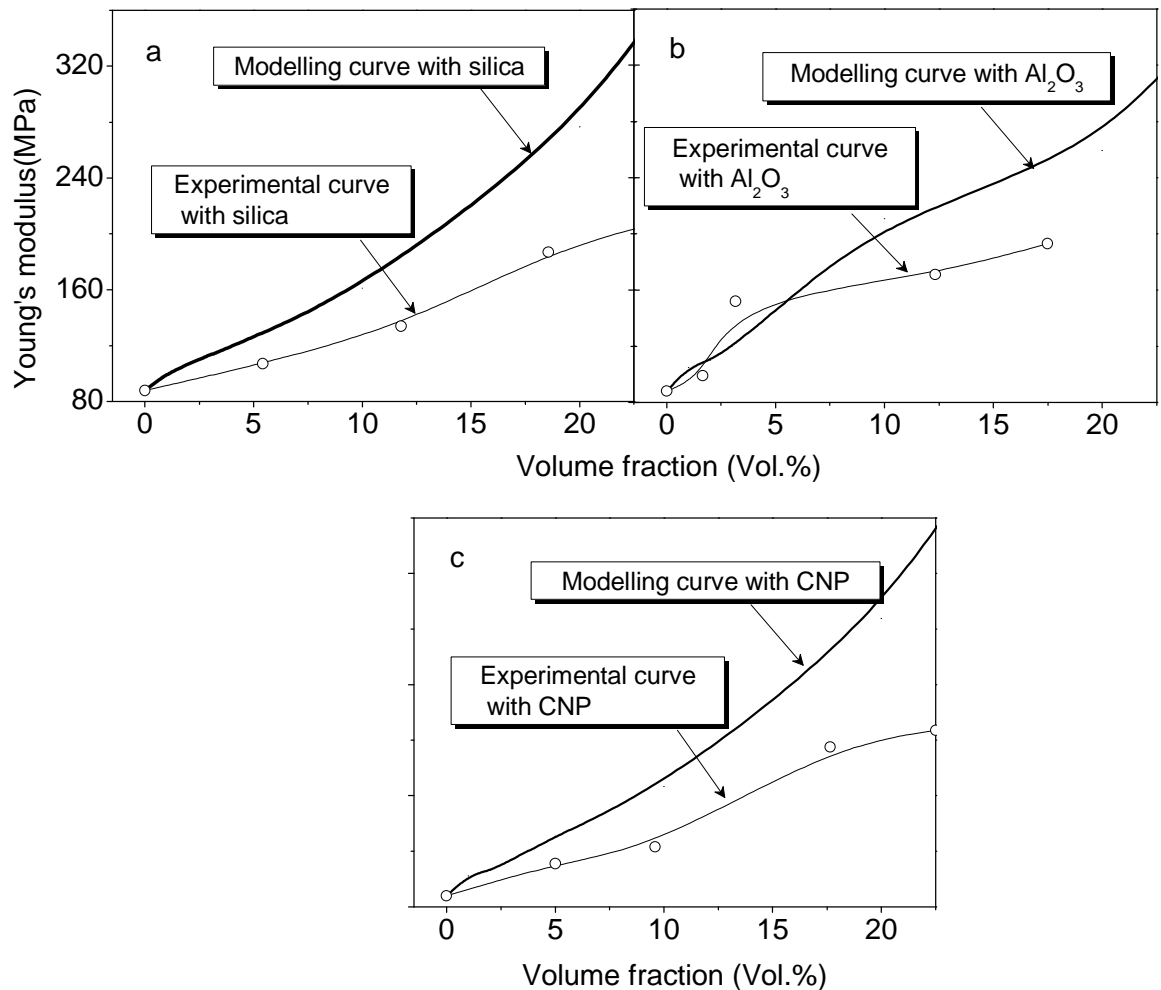 a
Modelling curve with silica
Experimental curve
with silica
Young's modulus(MPa)
320
240
160
80
0
5
10
15
20
b
Modelling curve with Al₂O₃
Experimental curve
with Al₂O₃
0
5
10
15
20
Volume fraction (Vol.%)
c
Modelling curve with CNP
Experimental curve
with CNP
0
5
10
15
20
Volume fraction (Vol.%)